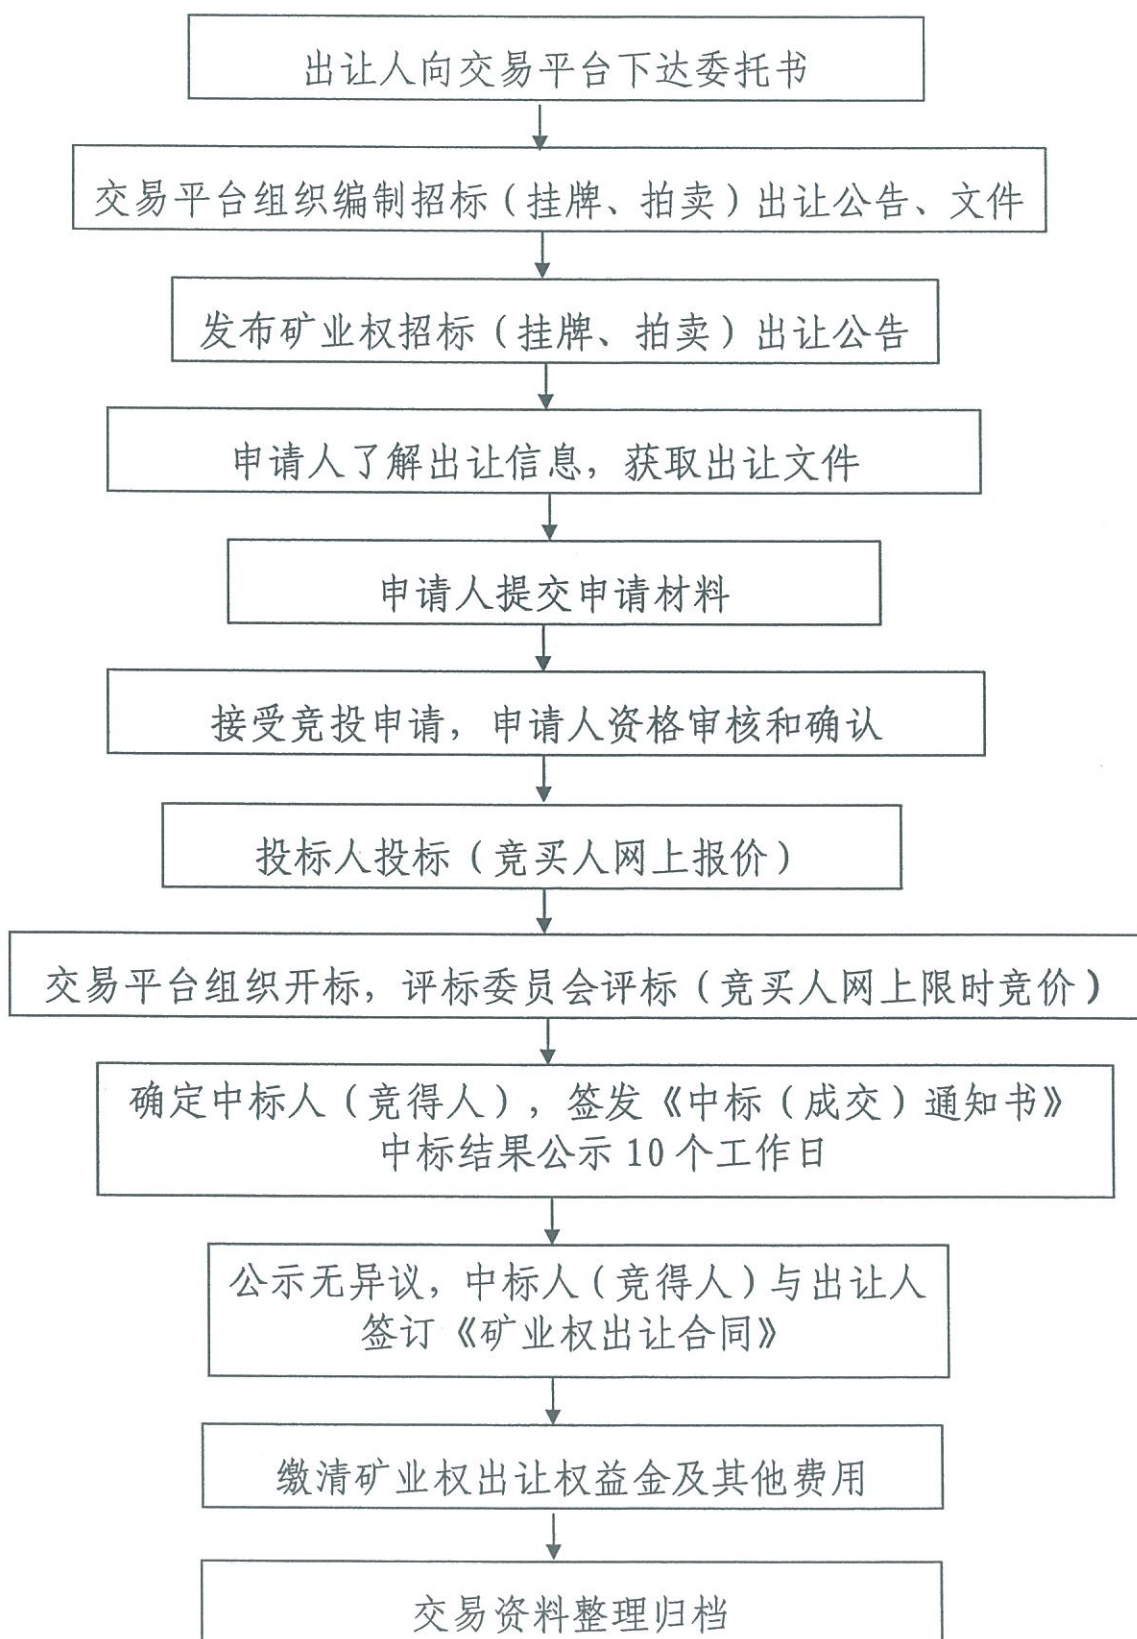 出让人向交易平台下达委托书
交易平台组织编制招标（挂牌、拍卖）出让公告、文件
发布矿业权招标（挂牌、拍卖）出让公告
申请人了解出让信息，获取出让文件
申请人提交申请材料
接受竞投申请，申请人资格审核和确认
投标人投标（竞买人网上报价）
交易平台组织开标，评标委员会评标（竞买人网上限时竞价）
确定中标人（竞得人），签发《中标（成交）通知书》
中标结果公示 10 个工作日
公示无异议，中标人（竞得人）与出让人
签订《矿业权出让合同》
缴清矿业权出让权益金及其他费用
交易资料整理归档